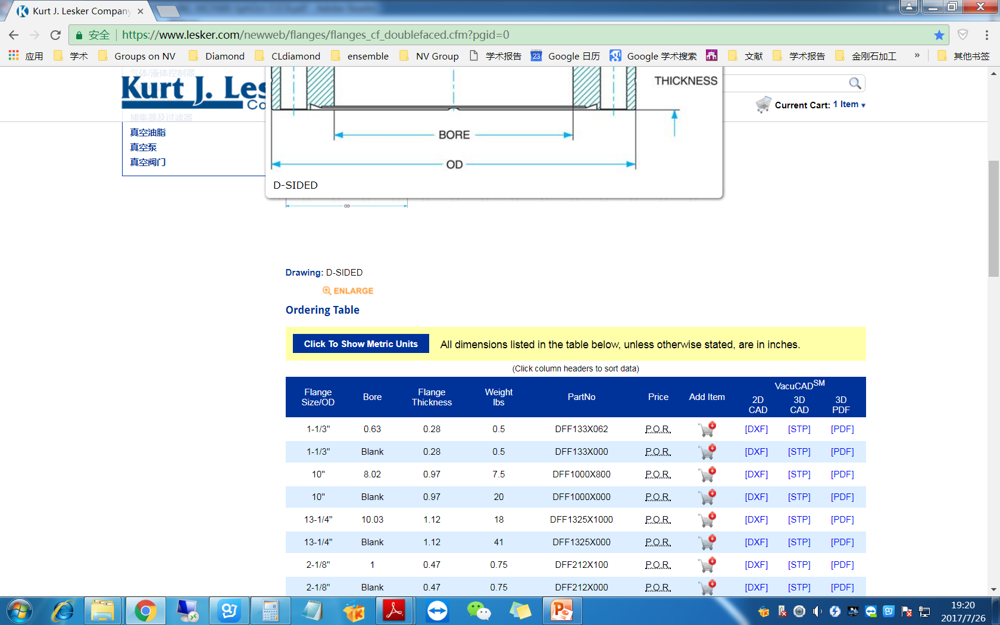 Kurt J. Lesker Company
安全 https://www.lesker.com/newweb/flanges/flanges_cf_doublefaced.cfm?pgid=0
应用 学术 Groups on NV Diamond CLdiamond ensemble NV Group 学术报告 23 Google 日历 Google 学术搜索 文献 学术报告 金刚石加工 » 其他书签
气体/液体控制器
Kurt J. Les
Co
捕集器及过滤器
真空油脂
真空泵
真空阀门
THICKNESS
BORE
OD
D-SIDED
Current Cart: 1 Item
OD
Drawing: D-SIDED
ENLARGE
Ordering Table
Click To Show Metric Units All dimensions listed in the table below, unless otherwise stated, are in inches.
(Click column headers to sort data)
Flange Size/OD Bore Flange Thickness Weight lbs PartNo Price Add Item VacuCAD SM 2D CAD 3D CAD 3D PDF
1-1/3" 0.63 0.28 0.5 DFF133X062 P.O.R. [DXF] [STP] [PDF]
1-1/3" Blank 0.28 0.5 DFF133X000 P.O.R. [DXF] [STP] [PDF]
10" 8.02 0.97 7.5 DFF1000X800 P.O.R. [DXF] [STP] [PDF]
10" Blank 0.97 20 DFF1000X000 P.O.R. [DXF] [STP] [PDF]
13-1/4" 10.03 1.12 18 DFF1325X1000 P.O.R. [DXF] [STP] [PDF]
13-1/4" Blank 1.12 41 DFF1325X000 P.O.R. [DXF] [STP] [PDF]
2-1/8" 1 0.47 0.75 DFF212X100 P.O.R. [DXF] [STP] [PDF]
2-1/8" Blank 0.47 0.75 DFF212X000 P.O.R. [DXF] [STP] [PDF]
19:20
2017/7/26